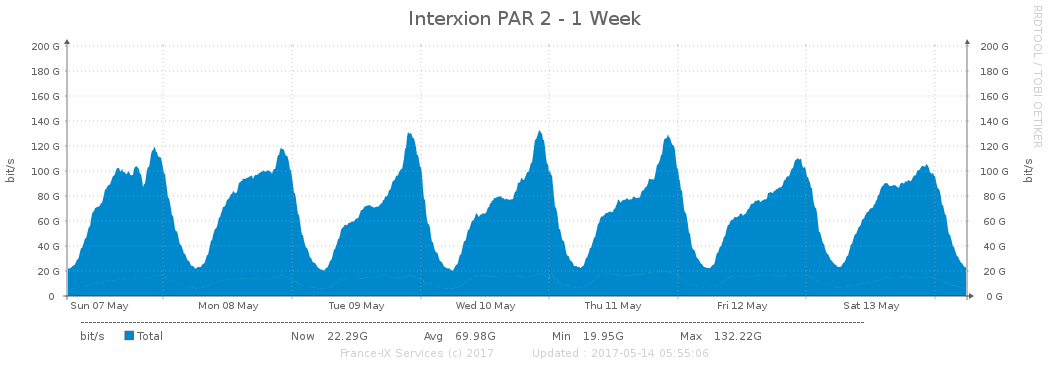 Interxion PAR 2 - 1 Week
RRDTOOL / TOBI OETIKER
200 G 200 G
180 G 180 G
160 G 160 G
140 G 140 G
120 G 120 G
100 G 100 G
80 G 80 G
60 G 60 G
40 G 40 G
20 G 20 G
0 0 G
bit/s bit/s
Sun 07 May Mon 08 May Tue 09 May Wed 10 May Thu 11 May Fri 12 May Sat 13 May
bit/s Total Now 22.29G Avg 69.98G Min 19.95G Max 132.22G
France-IX Services (c) 2017 Updated : 2017-05-14 05:55:06